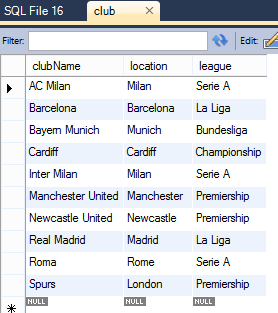 SQL File 16 club
Filter: Edit:
clubName location league
AC Milan Milan Serie A
Barcelona Barcelona La Liga
Bayern Munich Munich Bundesliga
Cardiff Cardiff Championship
Inter Milan Milan Serie A
Manchester United Manchester Premiership
Newcastle United Newcastle Premiership
Real Madrid Madrid La Liga
Roma Rome Serie A
Spurs London Premiership
NULL NULL NULL